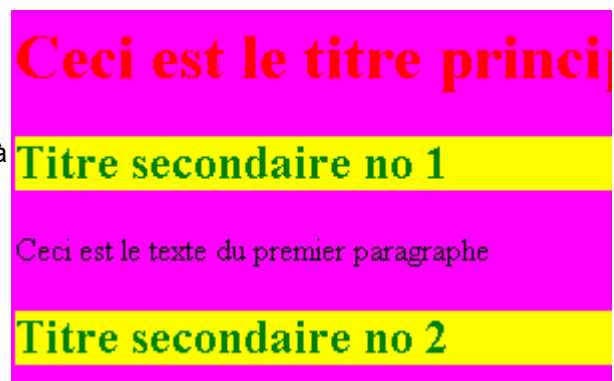 Ceci est le titre princip
à
Titre secondaire no 1
Ceci est le texte du premier paragraphe
Titre secondaire no 2